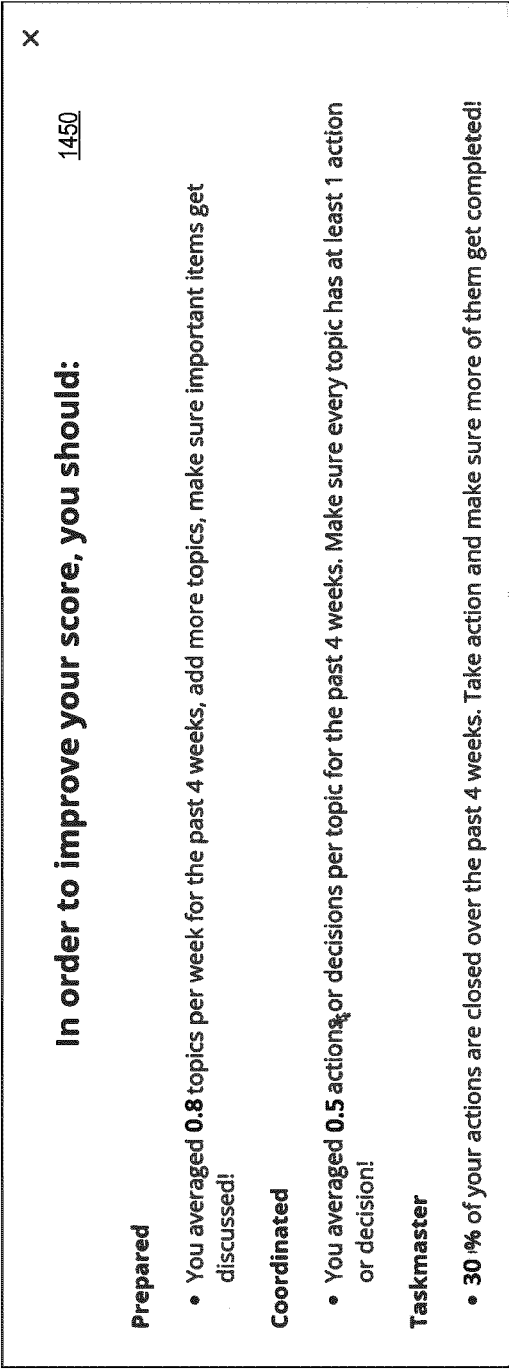 ×
1450
In order to improve your score, you should:
Prepared
• You averaged 0.8 topics per week for the past 4 weeks, add more topics, make sure important items get
discussed!
Coordinated
• You averaged 0.5 actions or decisions per topic for the past 4 weeks. Make sure every topic has at least 1 action
or decision!
Taskmaster
• 30 % of your actions are closed over the past 4 weeks. Take action and make sure more of them get completed!